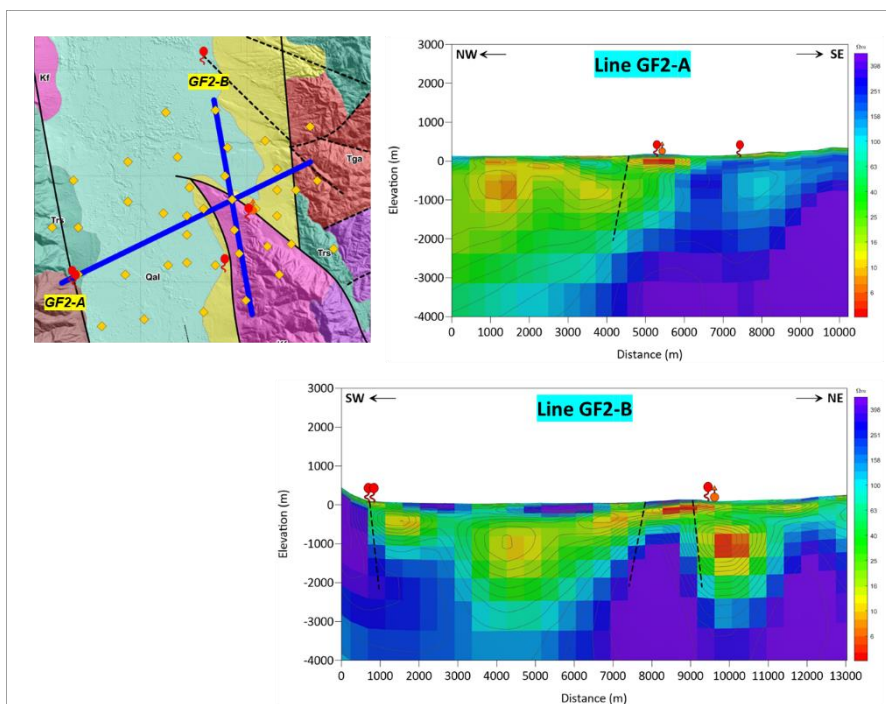 Kf
GF2-B
Tga
Trs
Trs
Qal
GF2-A
Line GF2-A
NW
SE
3000
2000
1000
0
-1000
-2000
-3000
-4000
Elevation (m)
0 1000 2000 3000 4000 5000 6000 7000 8000 9000 10000
Distance (m)
Ωm
398
251
158
100
63
40
25
16
10
6
Line GF2-B
SW
NE
3000
2000
1000
0
-1000
-2000
-3000
-4000
Elevation (m)
0 1000 2000 3000 4000 5000 6000 7000 8000 9000 10000 11000 12000 13000
Distance (m)
Ωm
398
251
158
100
63
40
25
16
10
6